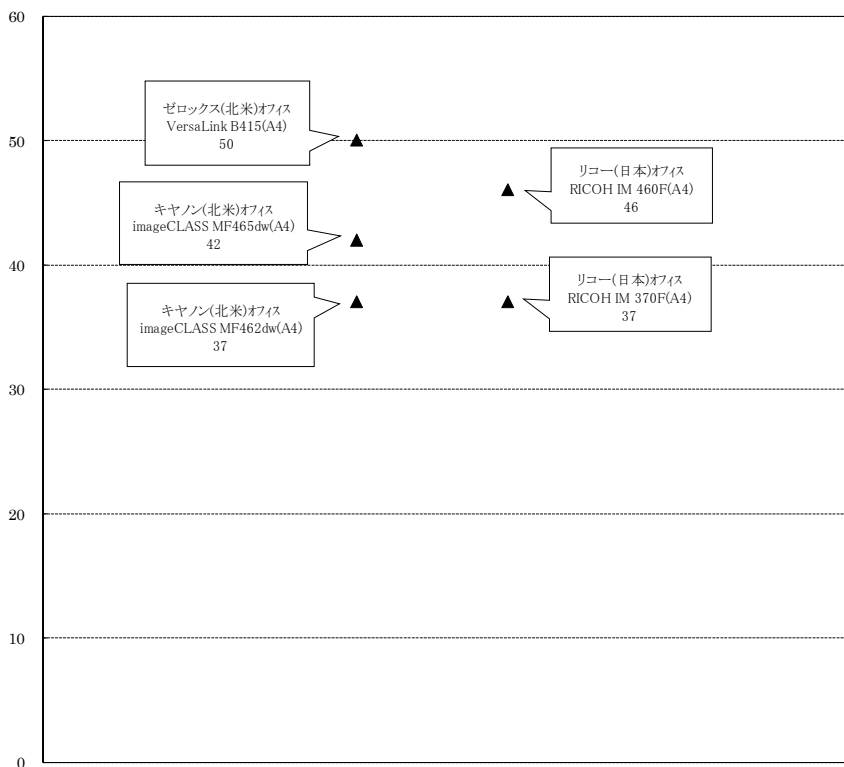 60
ゼロックス(北米)オフィス
VersaLink B415(A4)
50
50
リコー(日本)オフィス
RICOH IM 460F(A4)
46
キヤノン(北米)オフィス
imageCLASS MF465dw(A4)
42
40
リコー(日本)オフィス
RICOH IM 370F(A4)
37
キヤノン(北米)オフィス
imageCLASS MF462dw(A4)
37
30
20
10
0